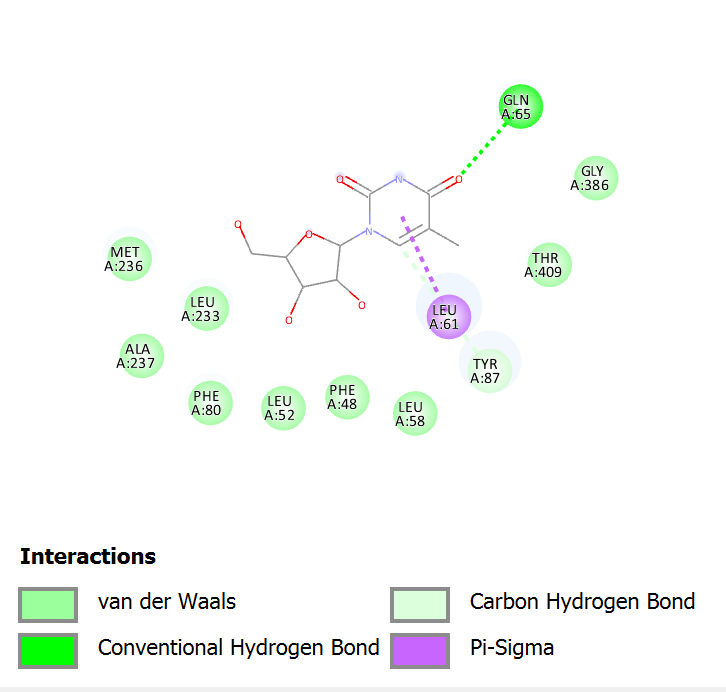 GLN
A:65
O
N
O
GLY
A:386
O
N
O
MET
A:236
THR
A:409
LEU
A:233
O
O
LEU
A:61
ALA
A:237
TYR
A:87
PHE
A:80
LEU
A:52
PHE
A:48
LEU
A:58
Interactions
van der Waals
Carbon Hydrogen Bond
Conventional Hydrogen Bond
Pi-Sigma